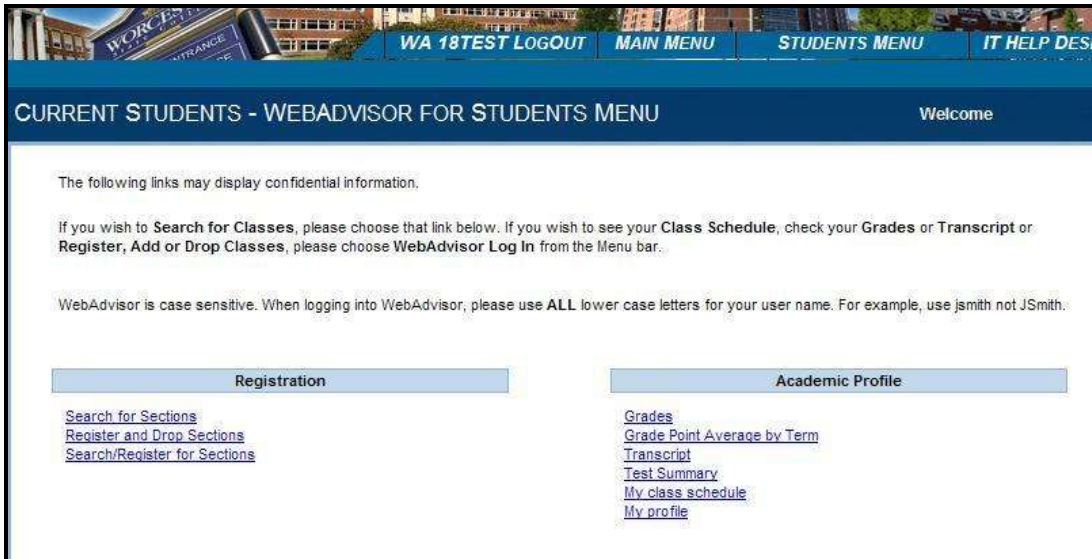 WORCES
ENTRANCE
WA 18TEST LOGOUT MAIN MENU STUDENTS MENU IT HELP DES
CURRENT STUDENTS - WEBADVISOR FOR STUDENTS MENU Welcome
The following links may display confidential information.
If you wish to Search for Classes, please choose that link below. If you wish to see your Class Schedule, check your Grades or Transcript or
Register, Add or Drop Classes, please choose WebAdvisor Log In from the Menu bar.
WebAdvisor is case sensitive. When logging into WebAdvisor, please use ALL lower case letters for your user name. For example, use jsmith not JSmith.
Registration
Search for Sections
Register and Drop Sections
Search/Register for Sections
Academic Profile
Grades
Grade Point Average by Term
Transcript
Test Summary
My class schedule
My profile